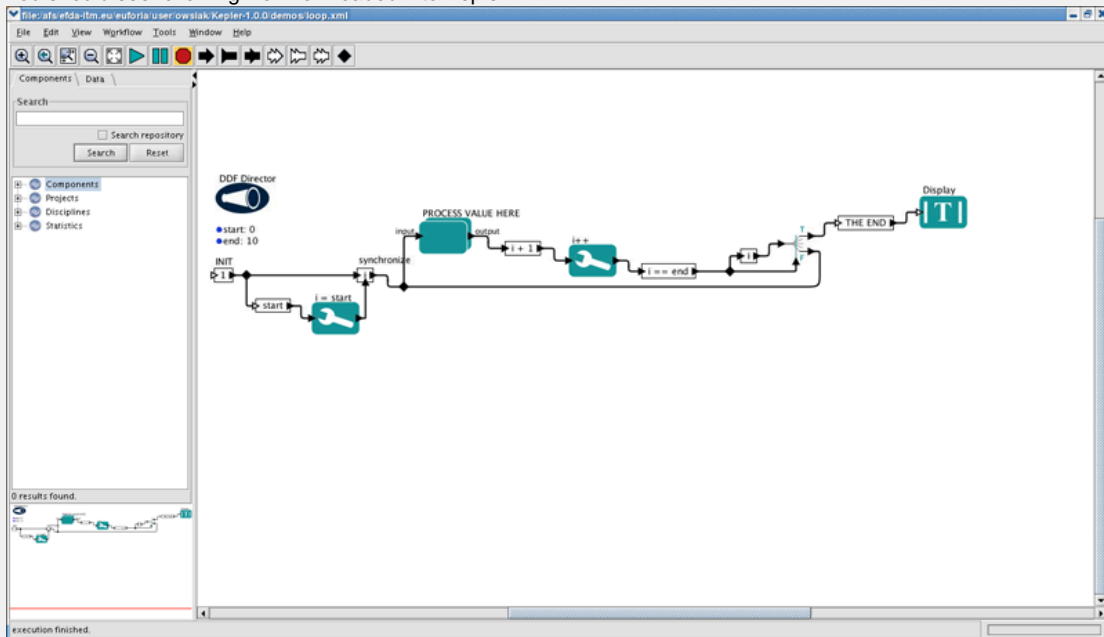 file:/afs/efda-itm.eu/euforia/user/owsiak/Kepler-1.0.0/demos/loop.xml
File Edit View Workflow Tools Window Help
Components Data
Search
Search repository
Search Reset
Components
Projects
Disciplines
Statistics
0 results found.
DDF Director
start: 0
end: 10
INIT
1
start
i = start
synchronize
i
PROCESS VALUE HERE
input
output
i + 1
i++
i == end
i
T
F
THE END
Display
T
execution finished.